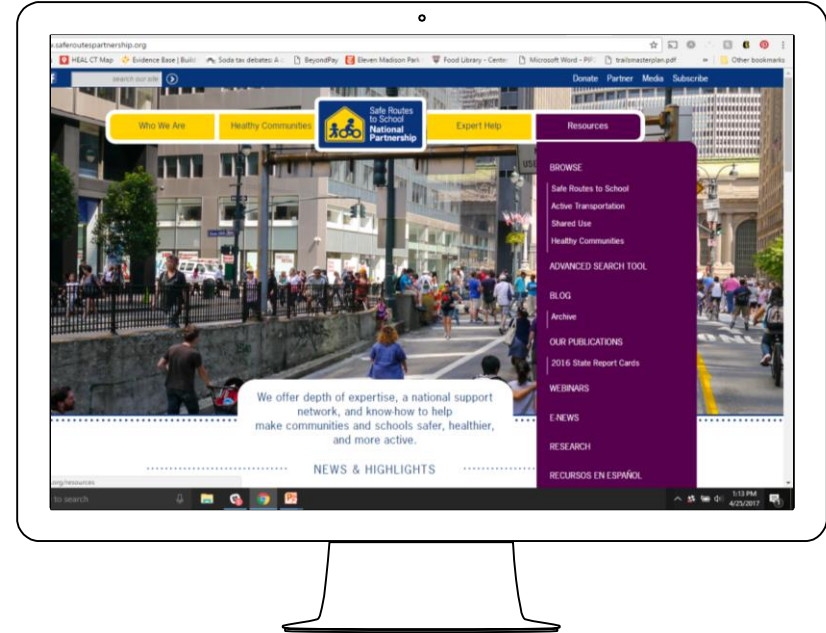 .saferoutespartnership.org
HEAL CT Map Evidence Base | Build Soda tax debates: A BeyondPay Eleven Madison Park Food Library - Center Microsoft Word - PP trailsmasterplan.pdf Other bookmarks
search our site Donate Partner Media Subscribe
Who We Are Healthy Communities Safe Routes to School National Partnership Expert Help Resources
BROWSE
Safe Routes to School
Active Transportation
Shared Use
Healthy Communities
ADVANCED SEARCH TOOL
BLOG
Archive
OUR PUBLICATIONS
2016 State Report Cards
WEBINARS
E-NEWS
RESEARCH
RECURSOS EN ESPAÑOL
We offer depth of expertise, a national support
network, and know-how to help
make communities and schools safer, healthier,
and more active.
NEWS & HIGHLIGHTS
.org/resources
to search
1:13 PM
4/25/2017